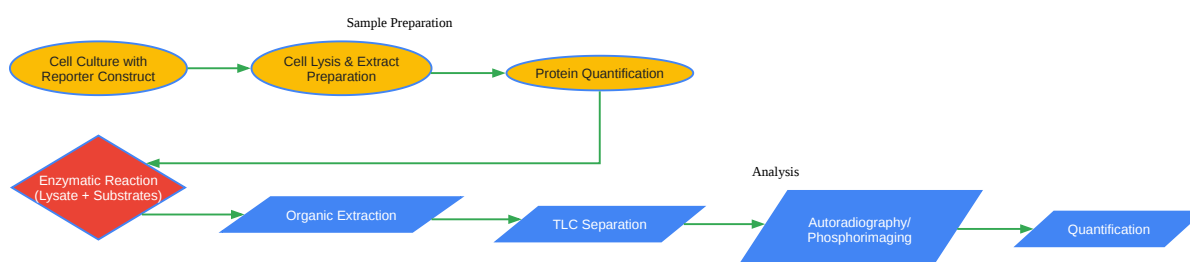 Sample Preparation
Cell Culture with
Reporter Construct
Cell Lysis & Extract
Preparation
Protein Quantification
Enzymatic Reaction
(Lysate + Substrates)
Organic Extraction
TLC Separation
Analysis
Autoradiography/
Phosphorimaging
Quantification